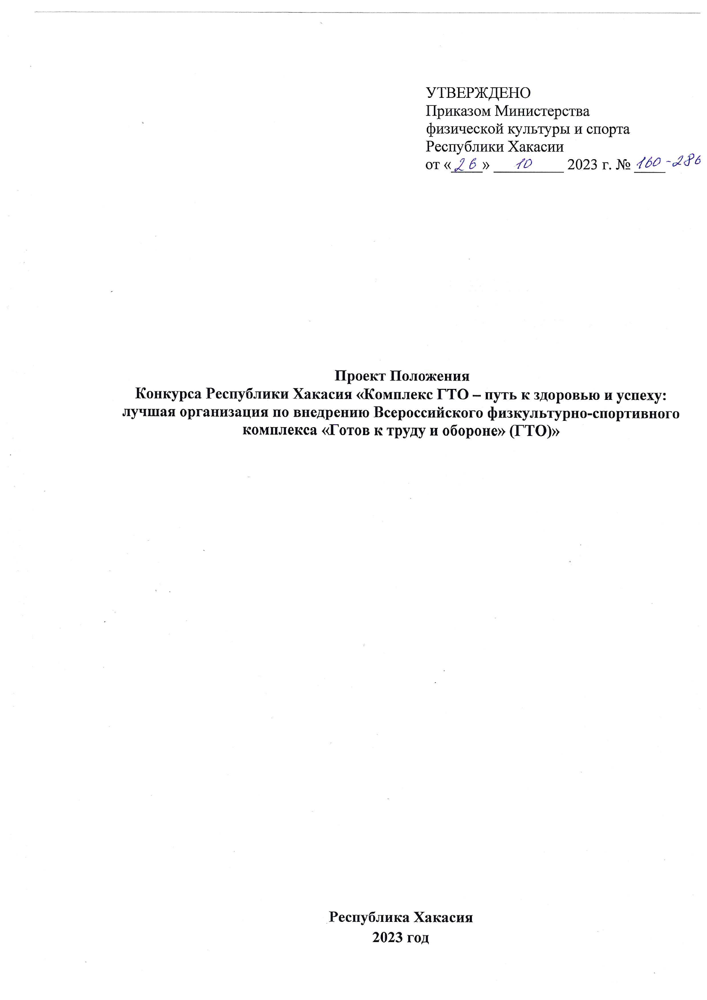 УТВЕРЖДЕНО
Приказом Министерства
физической культуры и спорта
Республики Хакасии
от «26» 10 2023 г. № 160-286
Проект Положения
Конкурса Республики Хакасия «Комплекс ГТО – путь к здоровью и успеху:
лучшая организация по внедрению Всероссийского физкультурно-спортивного
комплекса «Готов к труду и обороне» (ГТО)»
Республика Хакасия
2023 год